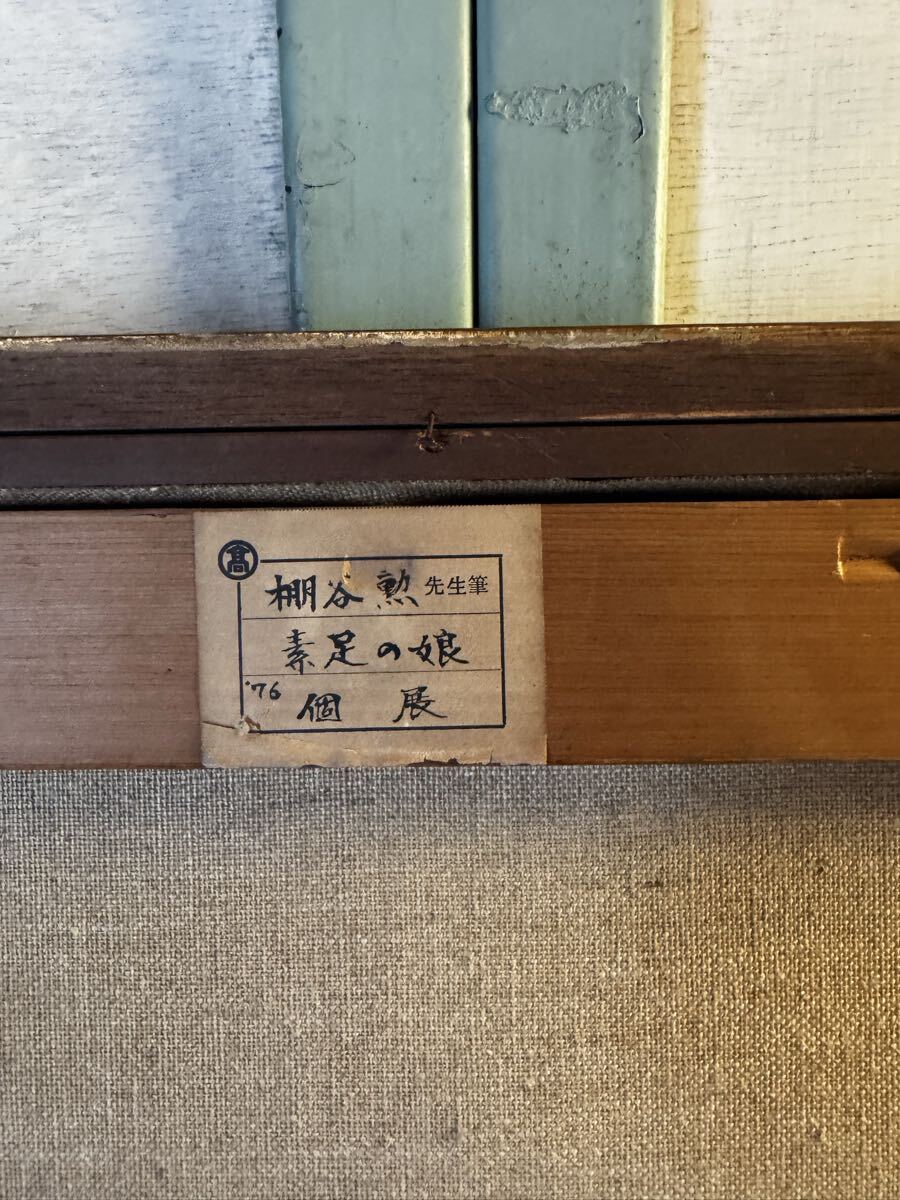 髙
棚谷 勲 先生筆
素足の娘
'76 個 展